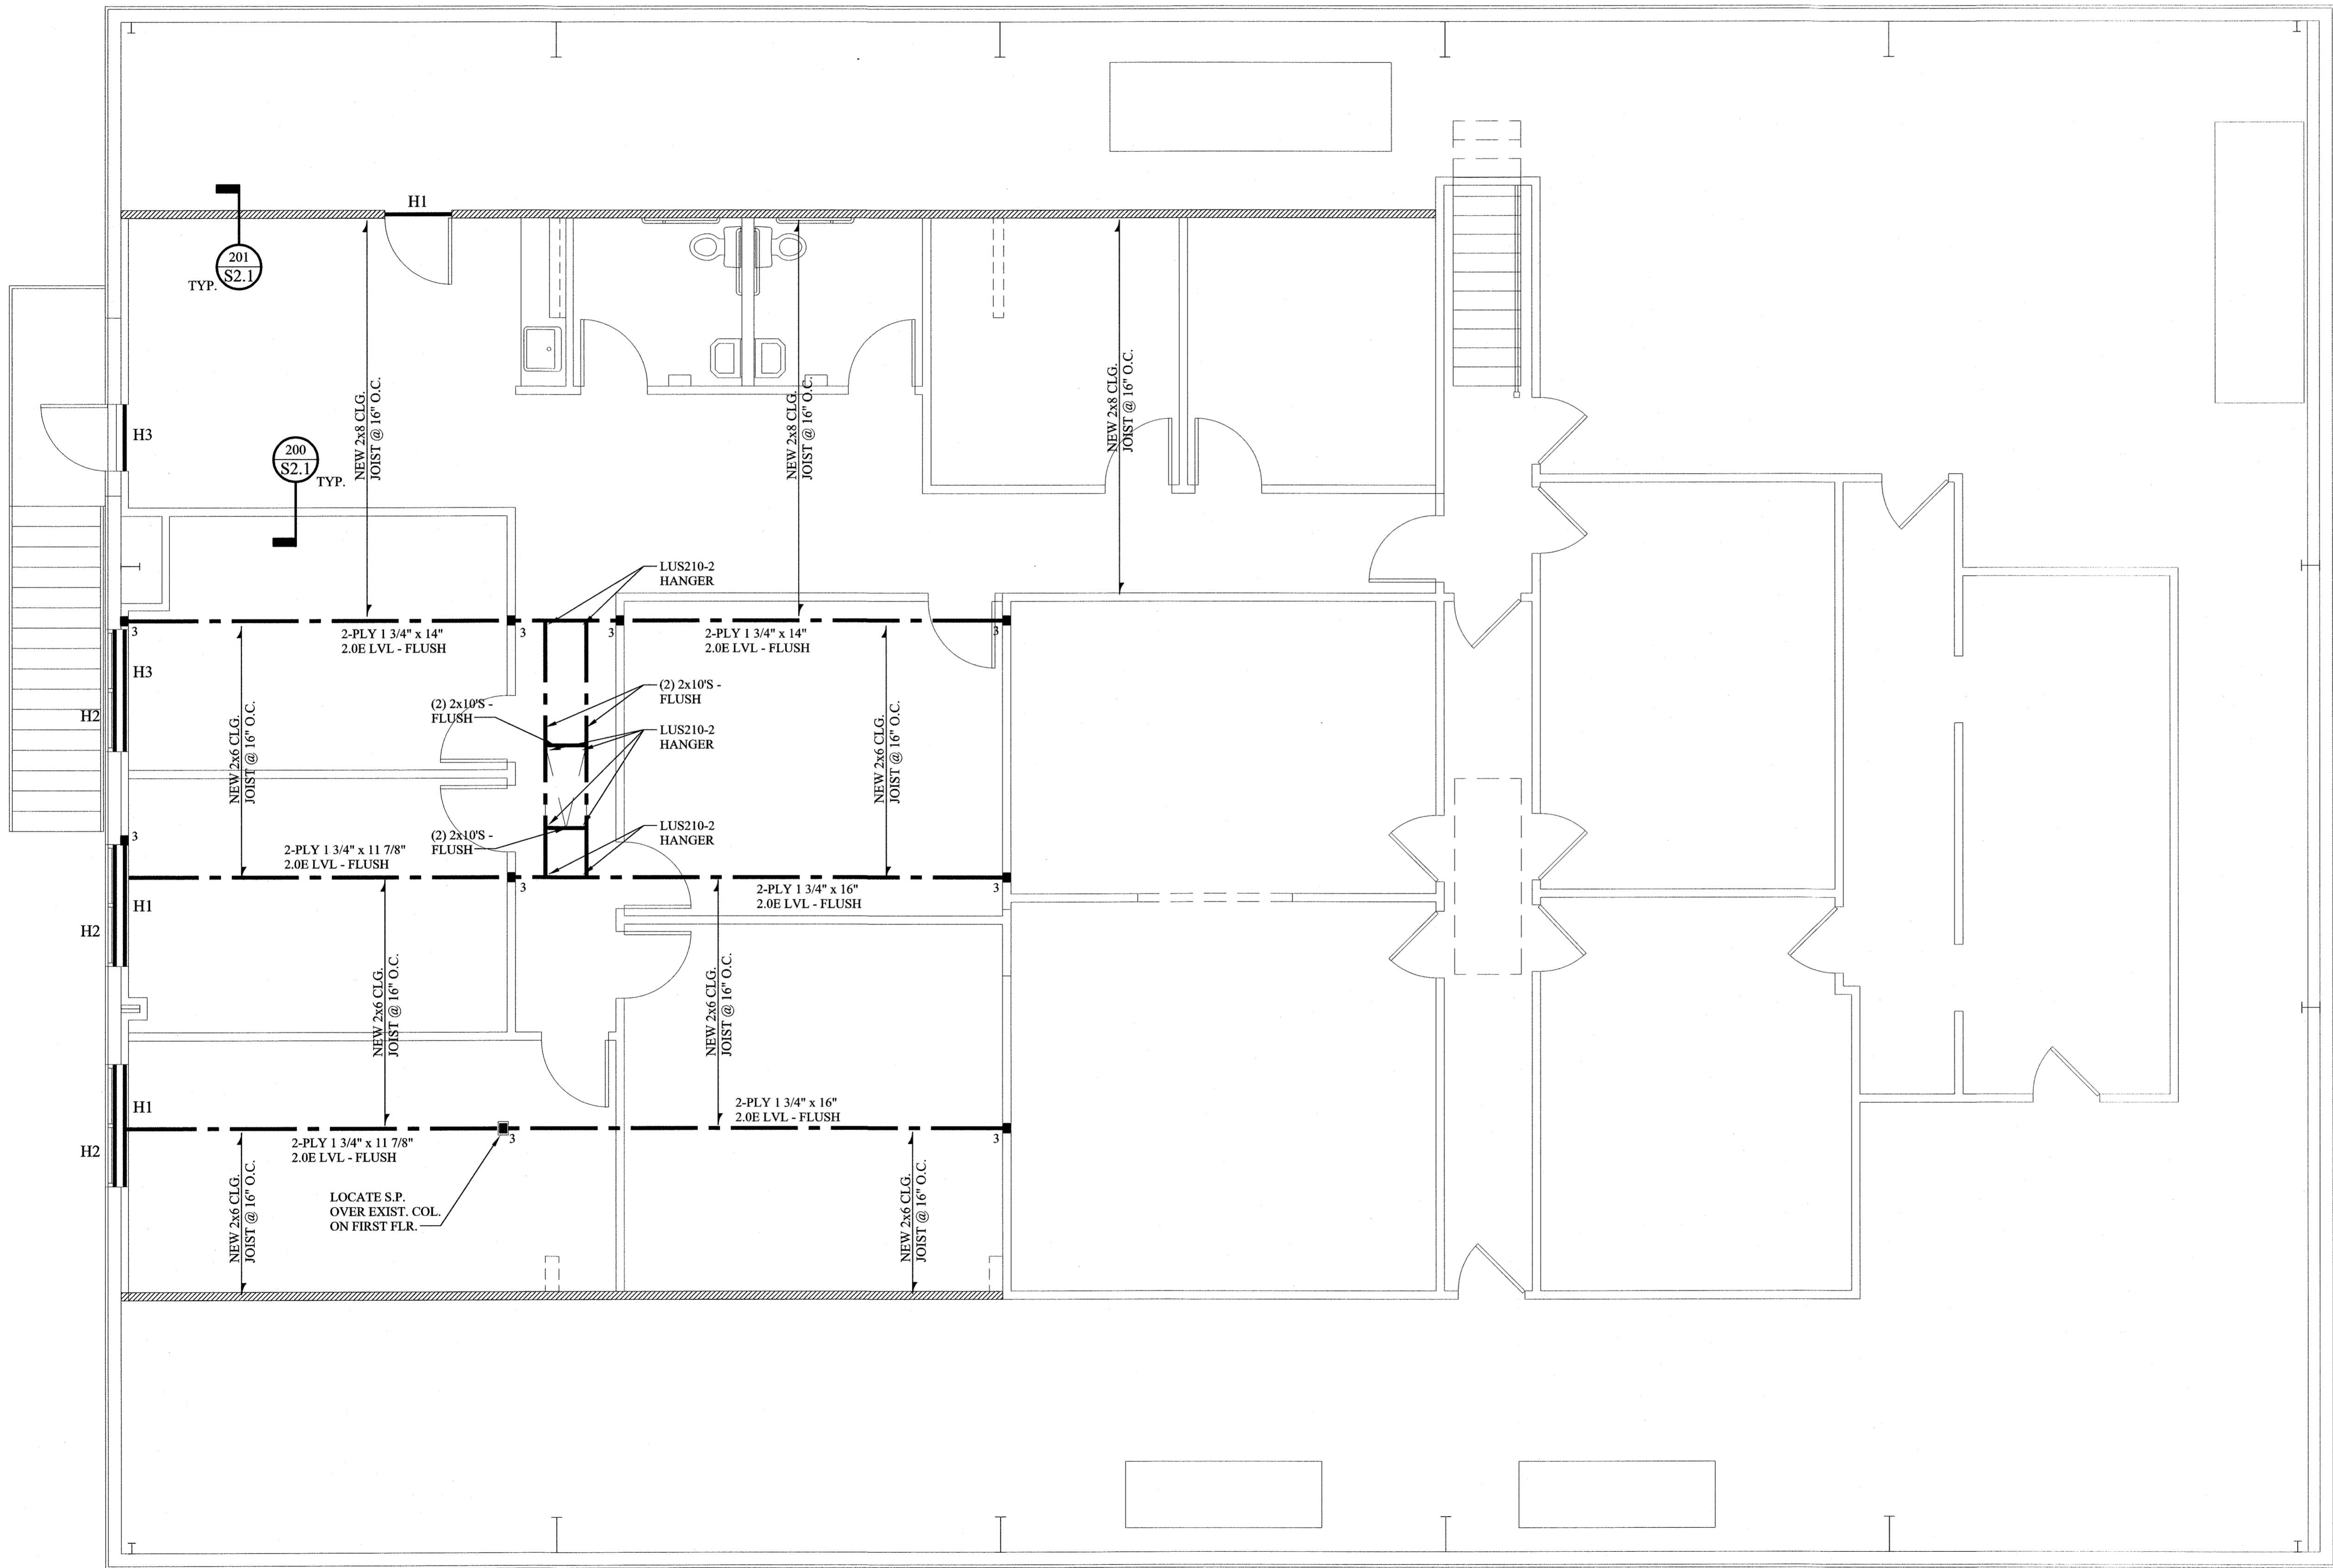 H1
201
S2.1
TYP.
NEW 2x8 CLG.
JOIST @ 16" O.C.
NEW 2x8 CLG.
JOIST @ 16" O.C.
NEW 2x8 CLG.
JOIST @ 16" O.C.
H3
200
S2.1
TYP.
LUS210-2
HANGER
3
3
3
3
2-PLY 1 3/4" x 14"
2.0E LVL - FLUSH
2-PLY 1 3/4" x 14"
2.0E LVL - FLUSH
H3
H2
(2) 2x10'S -
FLUSH
(2) 2x10'S -
FLUSH
LUS210-2
HANGER
NEW 2x6 CLG.
JOIST @ 16" O.C.
NEW 2x6 CLG.
JOIST @ 16" O.C.
3
(2) 2x10'S -
FLUSH
LUS210-2
HANGER
2-PLY 1 3/4" x 11 7/8"
2.0E LVL - FLUSH
3
3
2-PLY 1 3/4" x 16"
2.0E LVL - FLUSH
H1
H2
NEW 2x6 CLG.
JOIST @ 16" O.C.
NEW 2x6 CLG.
JOIST @ 16" O.C.
H1
H2
2-PLY 1 3/4" x 16"
2.0E LVL - FLUSH
3
3
2-PLY 1 3/4" x 11 7/8"
2.0E LVL - FLUSH
NEW 2x6 CLG.
JOIST @ 16" O.C.
LOCATE S.P.
OVER EXIST. COL.
ON FIRST FLR.
NEW 2x6 CLG.
JOIST @ 16" O.C.